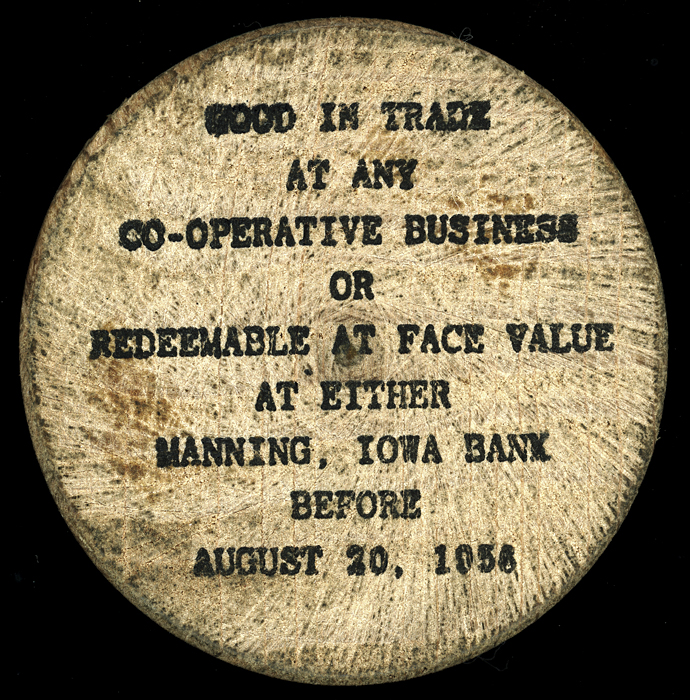 GOOD IN TRADE
AT ANY
CO-OPERATIVE BUSINESS
OR
REDEEMABLE AT FACE VALUE
AT EITHER
MANNING, IOWA BANK
BEFORE
AUGUST 20, 1956